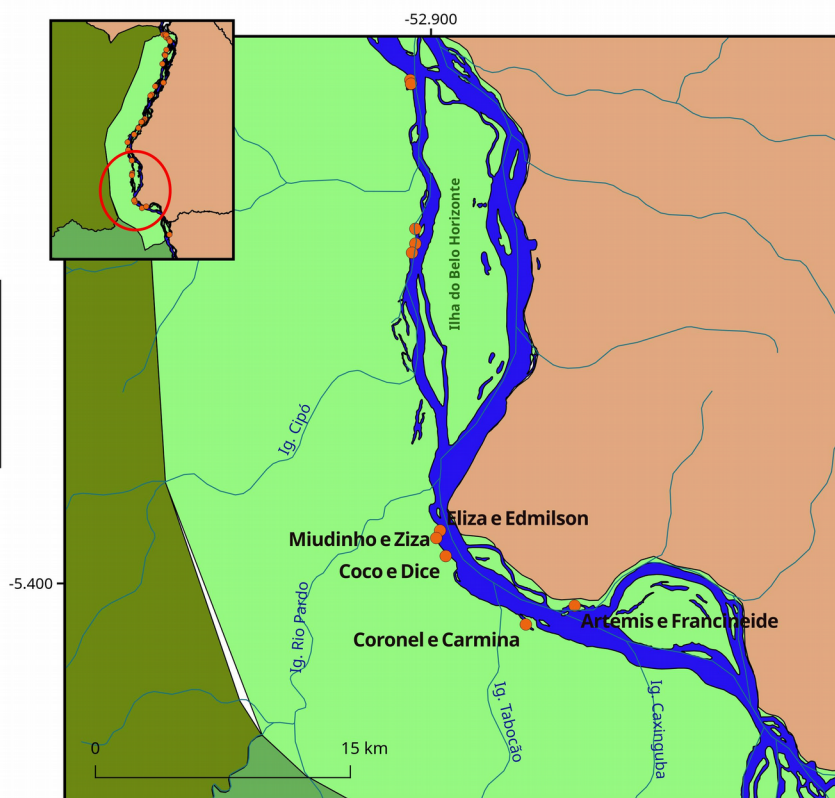 -52.900
Ilha do Belo Horizonte
Ig. Cipó
Eliza e Edmilson
Miudinho e Ziza
Coco e Dice
-5.400
Artemis e Francineide
Coronel e Carmina
Ig. Rio Pardo
Ig. Tabocão
Ig. Caxinguba
0 15 km